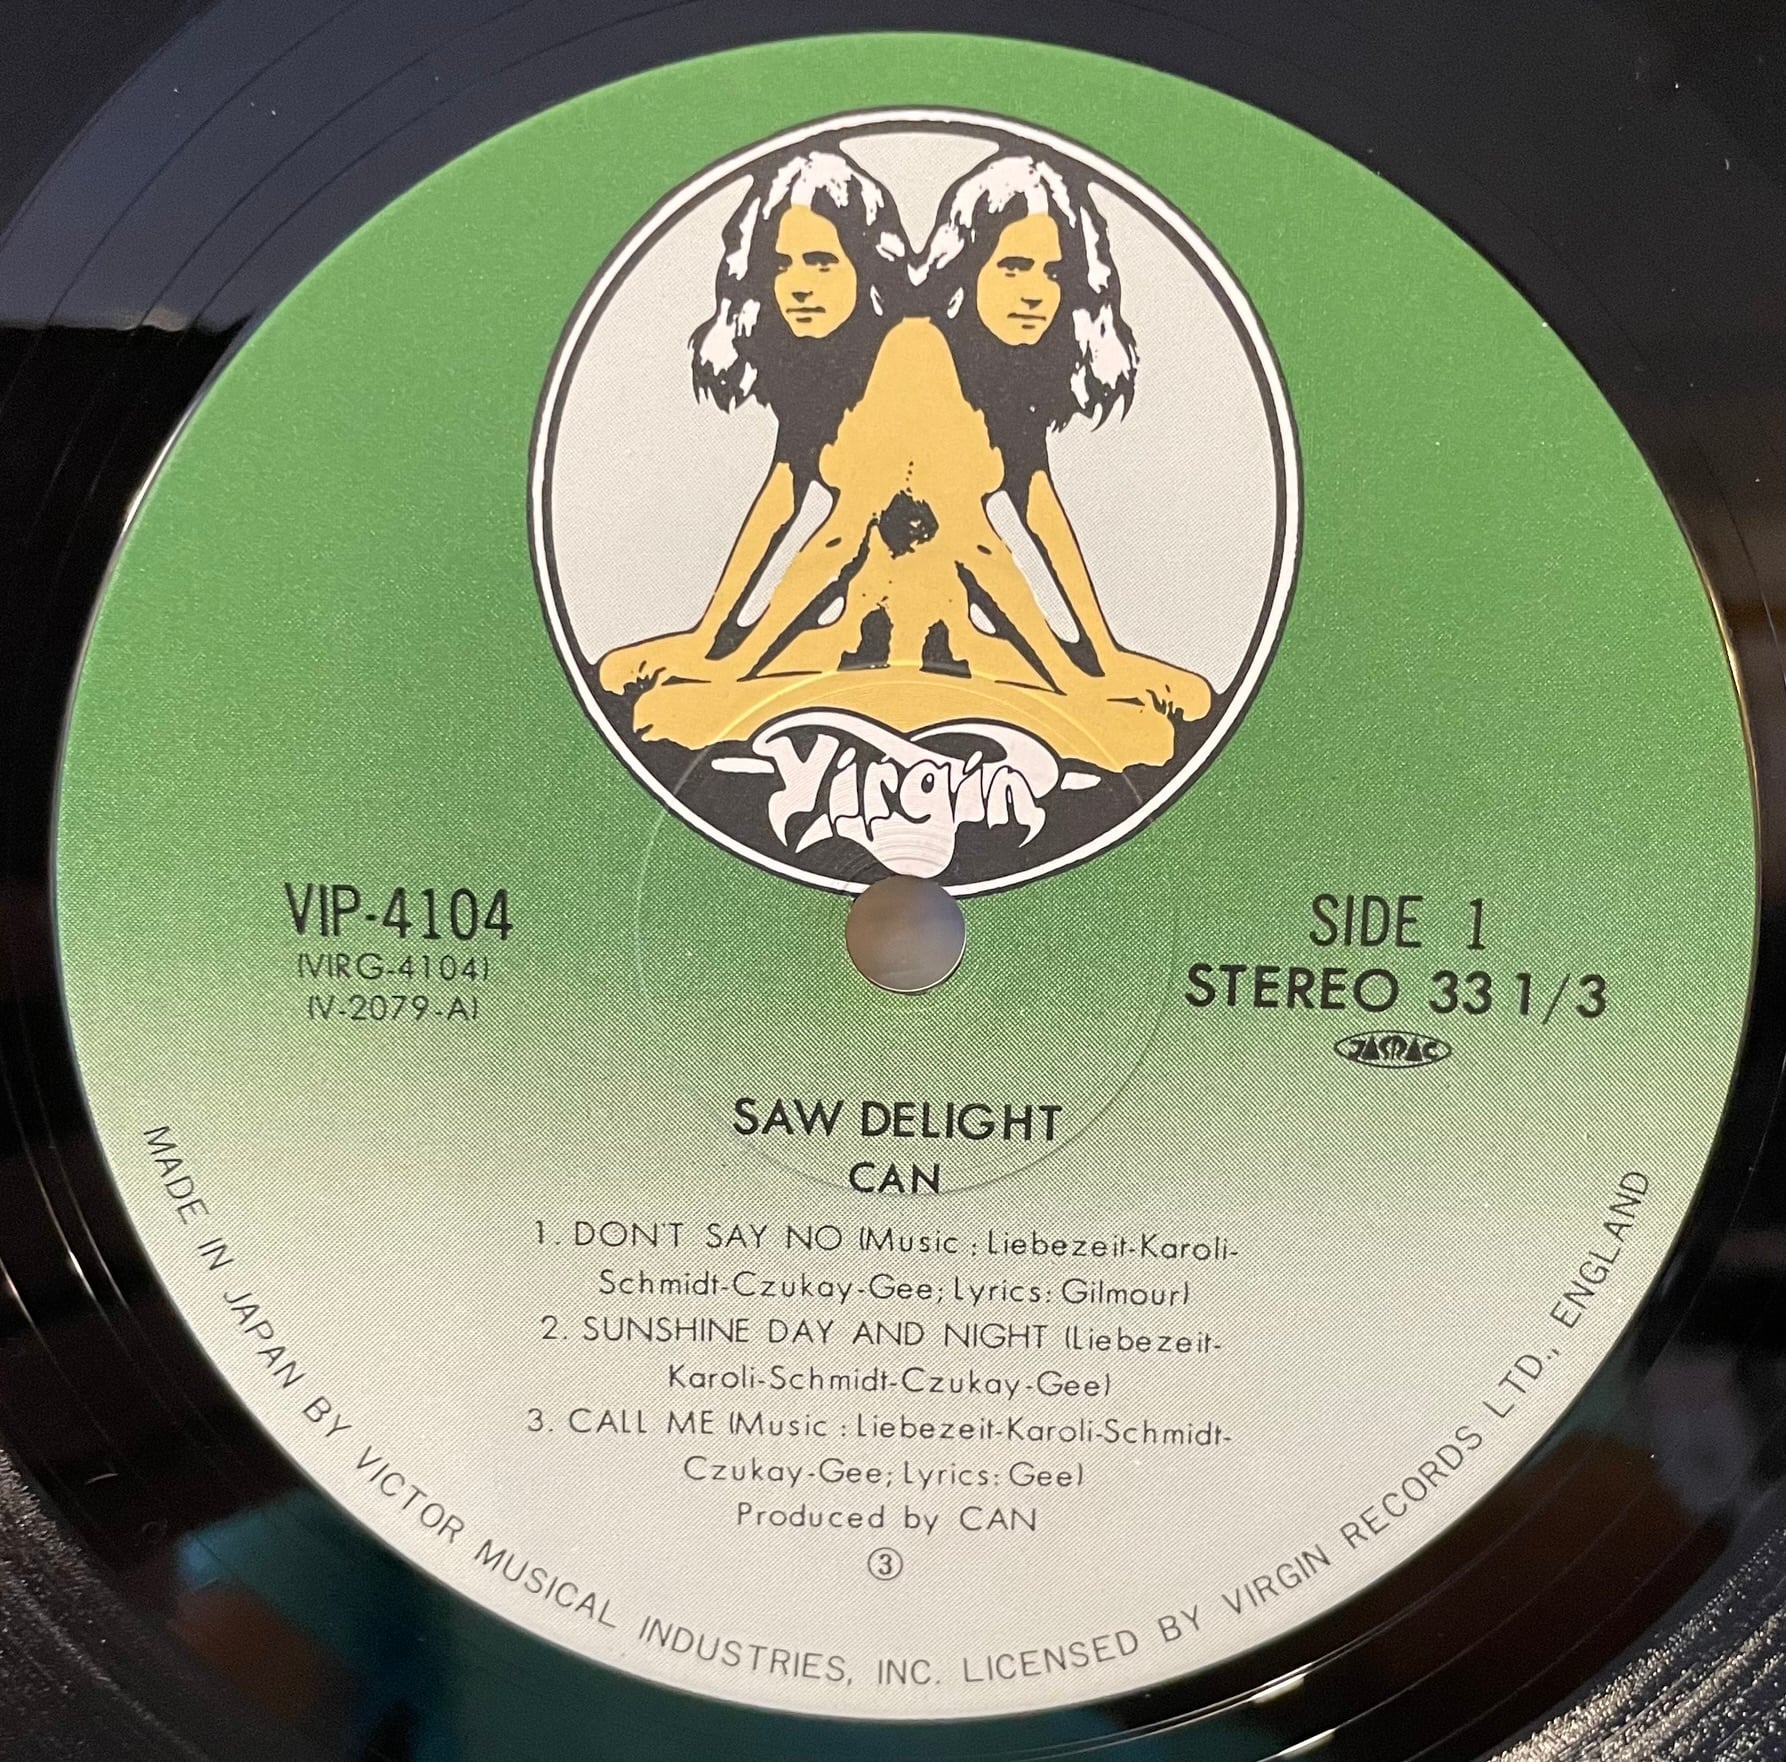 Virgin
VIP-4104
(VIRG-4104)
(V-2079-A)
SIDE 1
STEREO 33 1/3
JASRAC
SAW DELIGHT
CAN
1. DON'T SAY NO (Music : Liebezeit-Karoli-
Schmidt-Czukay-Gee; Lyrics: Gilmour)
2. SUNSHINE DAY AND NIGHT (Liebezeit-
Karoli-Schmidt-Czukay-Gee)
3. CALL ME (Music : Liebezeit-Karoli-Schmidt-
Czukay-Gee; Lyrics: Gee)
Produced by CAN
③
MADE IN JAPAN BY VICTOR MUSICAL INDUSTRIES, INC. LICENSED BY VIRGIN RECORDS LTD., ENGLAND